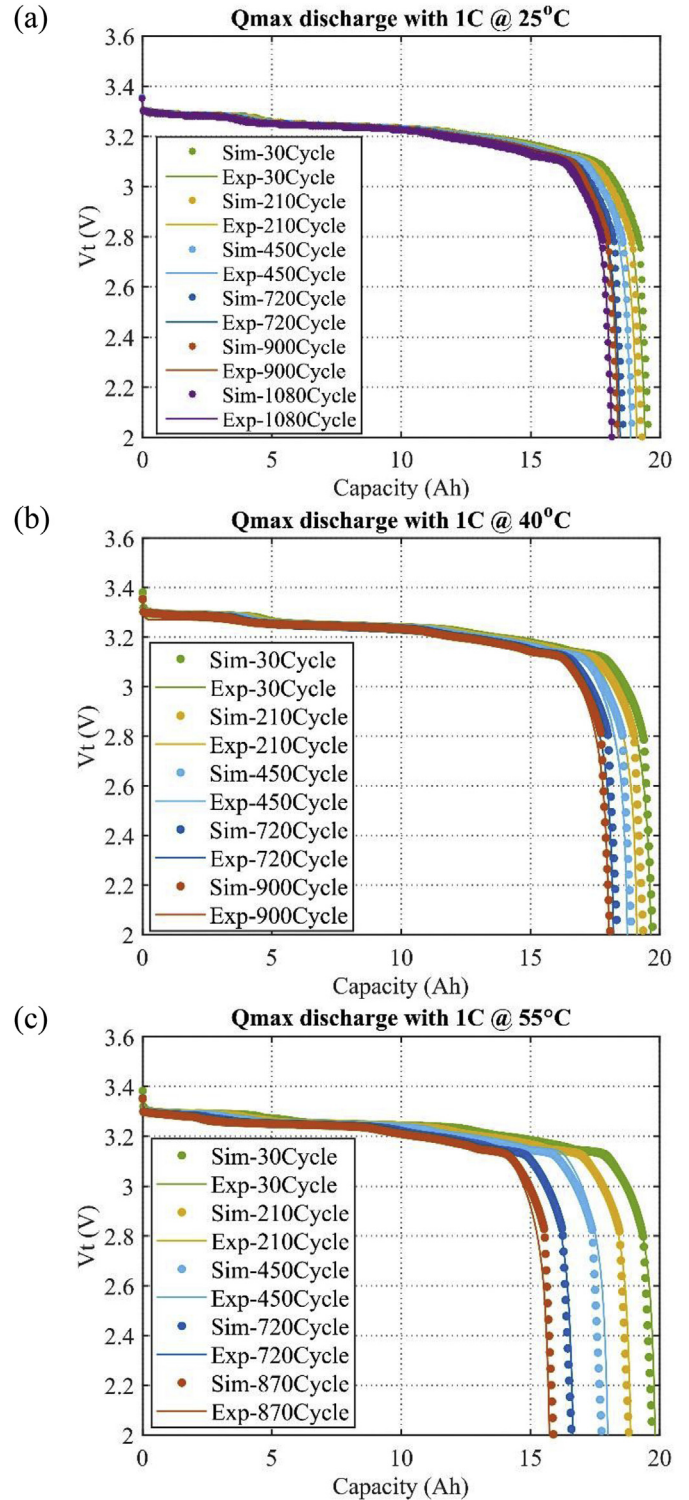 (a)
Qmax discharge with 1C @ 25°C
3.6
3.4
3.2
3
2.8
2.6
2.4
2.2
2
Vt (V)
Sim-30Cycle
Exp-30Cycle
Sim-210Cycle
Exp-210Cycle
Sim-450Cycle
Exp-450Cycle
Sim-720Cycle
Exp-720Cycle
Sim-900Cycle
Exp-900Cycle
Sim-1080Cycle
Exp-1080Cycle
0 5 10 15 20
Capacity (Ah)
(b)
Qmax discharge with 1C @ 40°C
3.6
3.4
3.2
3
2.8
2.6
2.4
2.2
2
Vt (V)
Sim-30Cycle
Exp-30Cycle
Sim-210Cycle
Exp-210Cycle
Sim-450Cycle
Exp-450Cycle
Sim-720Cycle
Exp-720Cycle
Sim-900Cycle
Exp-900Cycle
0 5 10 15 20
Capacity (Ah)
(c)
Qmax discharge with 1C @ 55°C
3.6
3.4
3.2
3
2.8
2.6
2.4
2.2
2
Vt (V)
Sim-30Cycle
Exp-30Cycle
Sim-210Cycle
Exp-210Cycle
Sim-450Cycle
Exp-450Cycle
Sim-720Cycle
Exp-720Cycle
Sim-870Cycle
Exp-870Cycle
0 5 10 15 20
Capacity (Ah)